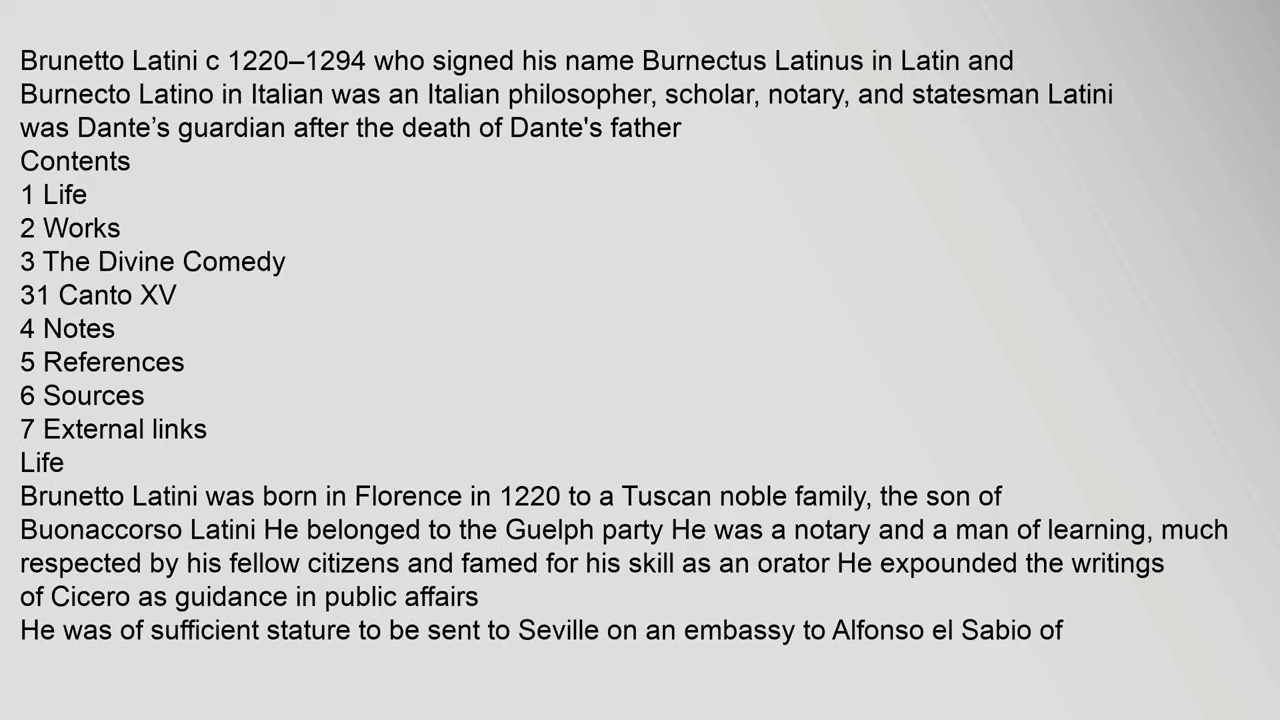 Brunetto Latini c 1220–1294 who signed his name Burnectus Latinus in Latin and
Burnecto Latino in Italian was an Italian philosopher, scholar, notary, and statesman Latini
was Dante’s guardian after the death of Dante's father
Contents
1 Life
2 Works
3 The Divine Comedy
31 Canto XV
4 Notes
5 References
6 Sources
7 External links
Life
Brunetto Latini was born in Florence in 1220 to a Tuscan noble family, the son of
Buonaccorso Latini He belonged to the Guelph party He was a notary and a man of learning, much
respected by his fellow citizens and famed for his skill as an orator He expounded the writings
of Cicero as guidance in public affairs
He was of sufficient stature to be sent to Seville on an embassy to Alfonso el Sabio of